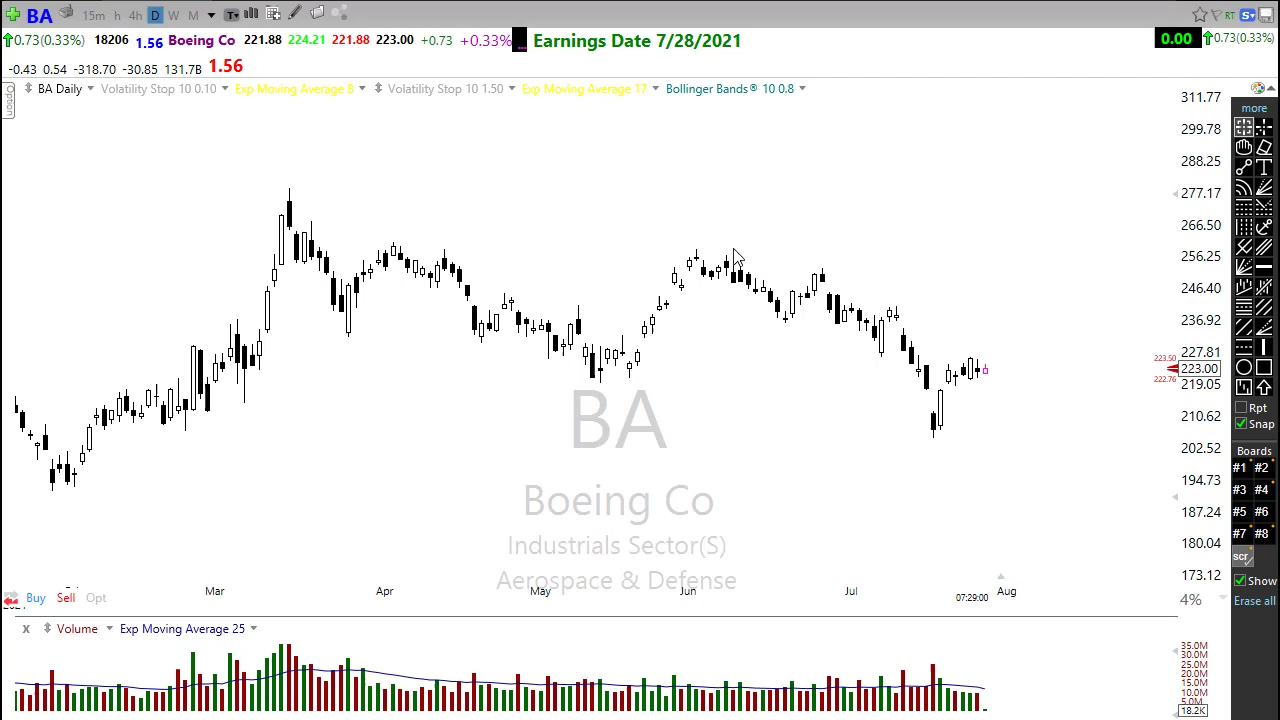 BA 15m h 4h D W M T RT S
0.73(0.33%) 18206 1.56 Boeing Co 221.88 224.21 221.88 223.00 +0.73 +0.33% ... Earnings Date 7/28/2021 0.00 0.73(0.33%)
-0.43 0.54 -318.70 -30.85 131.7B 1.56
Option BA Daily Volatility Stop 10 0.10 Exp Moving Average 8 Volatility Stop 10 1.50 Exp Moving Average 17 Bollinger Bands® 10 0.8
311.77
more
299.78
288.25
277.17
266.50
256.25
246.40
236.92
227.81
223.50
223.00
222.76
219.05
Rpt
210.62
Snap
202.52
194.73
187.24
180.04
173.12
BA
Boeing Co
Industrials Sector(S)
Aerospace & Defense
Boards
#1 #2
#3 #4
#5 #6
#7 #8
scr
Show
Erase all
Mar Apr May Jun Jul Aug
07:29:00
Buy Sell Opt
4%
x Volume Exp Moving Average 25
35.0M
30.0M
25.0M
20.0M
15.0M
10.0M
5.0M
18.2K